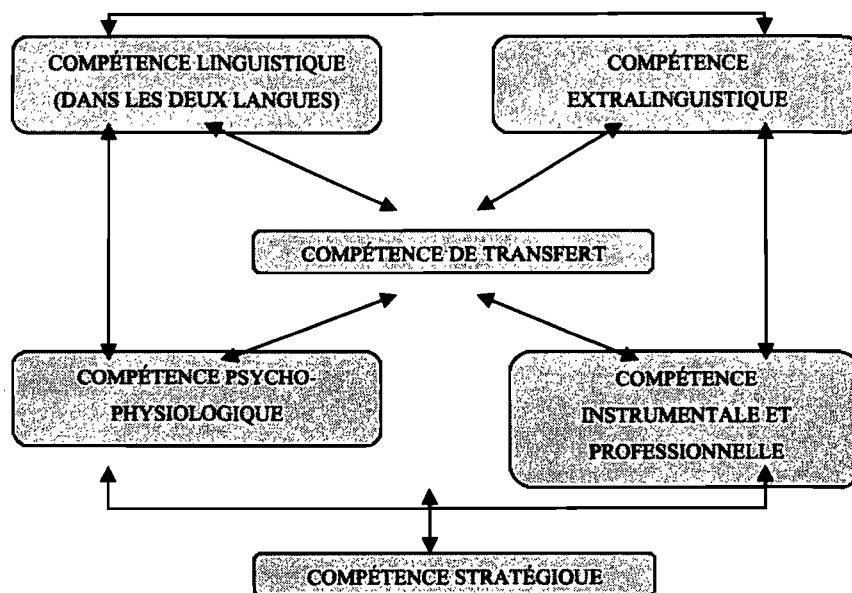 COMPÉTENCE LINGUISTIQUE
(DANS LES DEUX LANGUES)
COMPÉTENCE
EXTRALINGUISTIQUE
COMPÉTENCE DE TRANSFERT
COMPÉTENCE PSYCHO-
PHYSIOLOGIQUE
COMPÉTENCE
INSTRUMENTALE ET
PROFESSIONNELLE
COMPÉTENCE STRATÉGIQUE